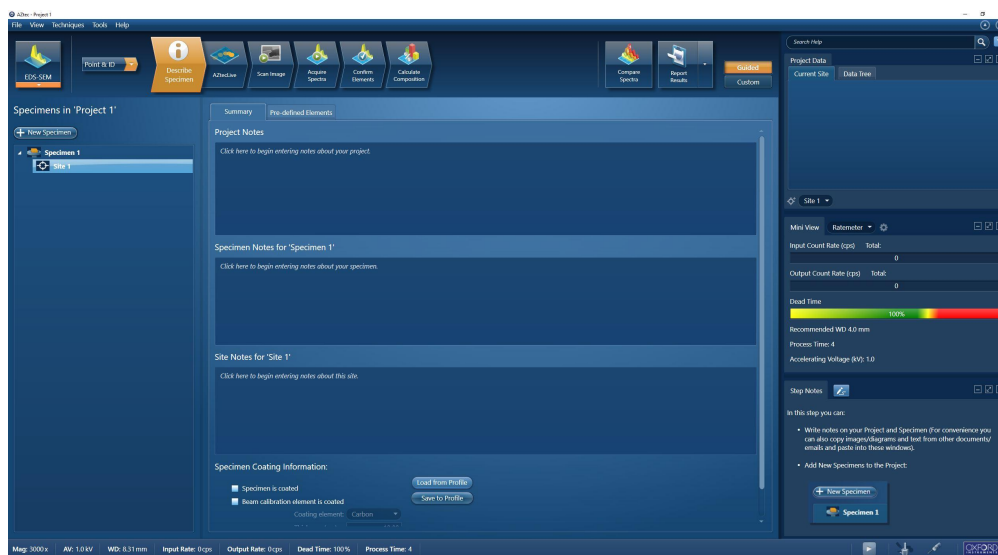 AZtec - Project 1
File View Techniques Tools Help
EDS-SEM
Point & ID
Describe
Specimen
AZtecLive
Scan Image
Acquire
Spectra
Confirm
Elements
Calculate
Composition
Compare
Spectra
Report
Results
Guided
Custom
Search Help
Project Data
Current Site Data Tree
Site 1
Specimens in 'Project 1'
New Specimen
Specimen 1
Site 1
Summary Pre-defined Elements
Project Notes
Click here to begin entering notes about your project.
Specimen Notes for 'Specimen 1'
Click here to begin entering notes about your specimen.
Site Notes for 'Site 1'
Click here to begin entering notes about this site.
Specimen Coating Information:
Specimen is coated
Beam calibration element is coated
Coating element: Carbon
Load from Profile
Save to Profile
Mini View Ratemeter
Input Count Rate (cps) Total:
0
Output Count Rate (cps) Total:
0
Dead Time
100%
Recommended WD 4.0 mm
Process Time: 4
Accelerating Voltage (kV): 1.0
Step Notes
In this step you can:
• Write notes on your Project and Specimen (For convenience you
can also copy images/diagrams and text from other documents/
emails and paste into these windows).
• Add New Specimens to the Project:
New Specimen
Specimen 1
Mag: 3000 x AV: 1.0 kV WD: 8.31 mm Input Rate: 0 cps Output Rate: 0 cps Dead Time: 100% Process Time: 4
OXFORD
INSTRUMENTS